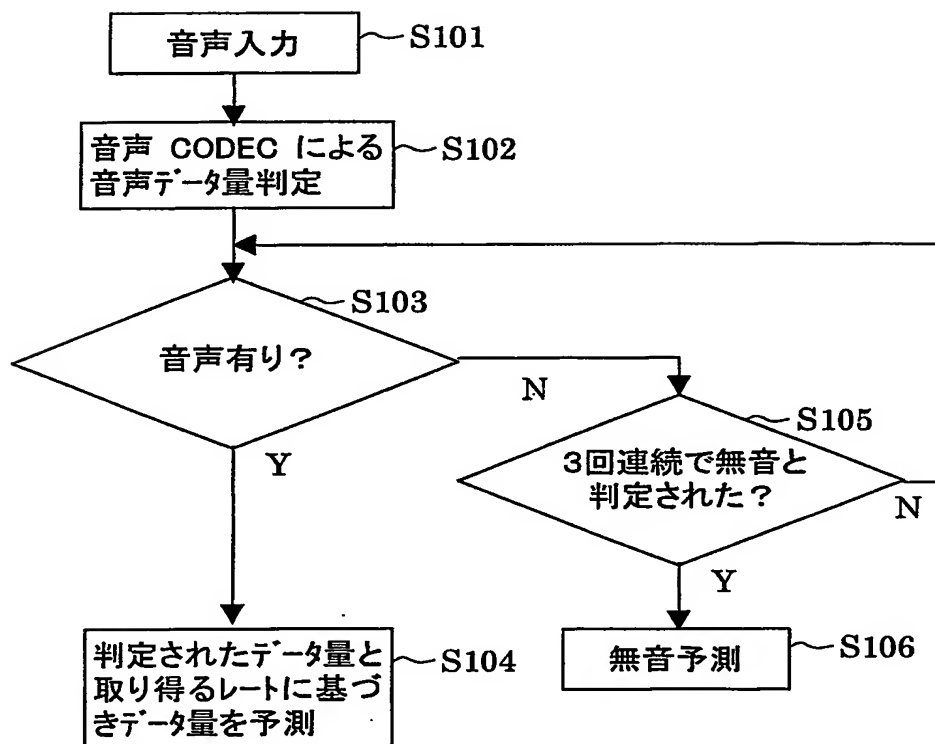 音声入力
S101
音声 CODEC による
音声データ量判定
S102
S103
音声有り？
N
Y
S105
3回連続で無音と
判定された？
N
Y
判定されたデータ量と
取り得るレートに基づ
きデータ量を予測
S104
無音予測
S106